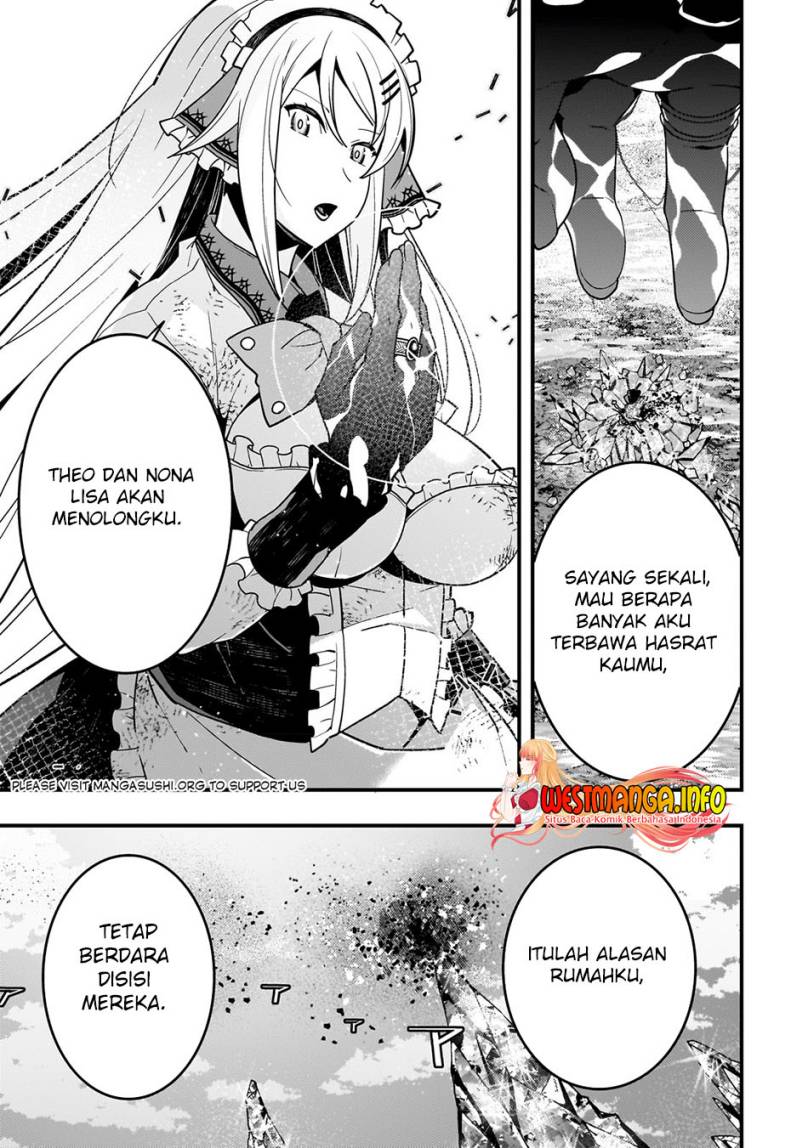 SAYANG SEKALI,
MAU BERAPA
BANYAK AKU
TERBAWA HASRAT
KAUMU,
THEO DAN NONA
LISA AKAN
MENOLONGKU.
PLEASE VISIT MANGASUSHI.ORG TO SUPPORT US
WESTMANGA.INFO
Situs Baca Komik Berbahasa Indonesia
ITULAH ALASAN
RUMAHKU,
TETAP
BERDARA
DISISI
MEREKA.